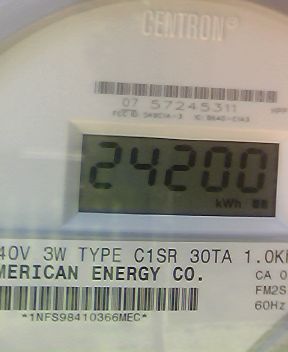 CENTRON®
07 57245311
24200
kWh
40V 3W TYPE C1SR 30TA 1.0K
MERICAN ENERGY CO.
CA 0
FM2S
60Hz
*1NFS98410366MEC*